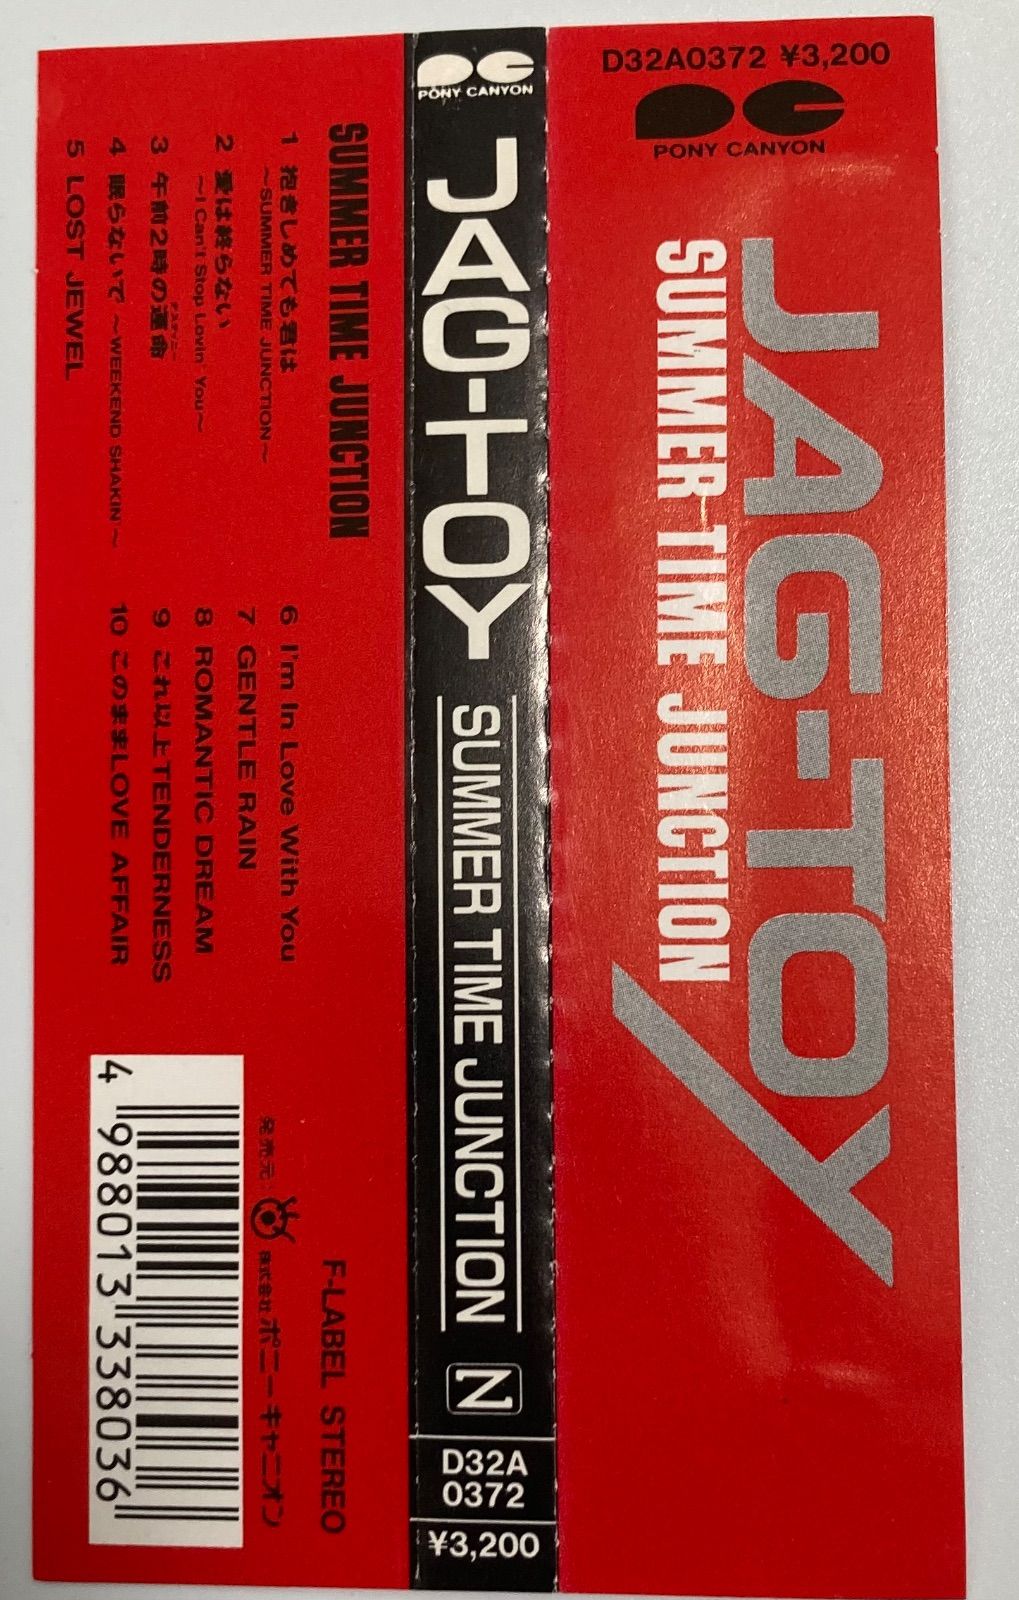 D32A0372 ¥3,200
PONY CANYON
JAG-TOY
SUMMER TIME JUNCTION
PONY CANYON
JAG-TOY
SUMMER TIME JUNCTION
N
D32A
0372
¥3,200
SUMMER TIME JUNCTION
1 抱きしめても君は
～SUMMER TIME JUNCTION～
2 愛は終らない
～I Can't Stop Lovin' You～
3 午前2時の運命
デスティニー
4 眠らないで ～WEEKEND SHAKIN'～
5 LOST JEWEL
6 I'm In Love With You
7 GENTLE RAIN
8 ROMANTIC DREAM
9 これ以上TENDERNESS
10 このままLOVE AFFAIR
F-LABEL STEREO
発売元: 株式会社ポニーキャニオン
4 988013 338036